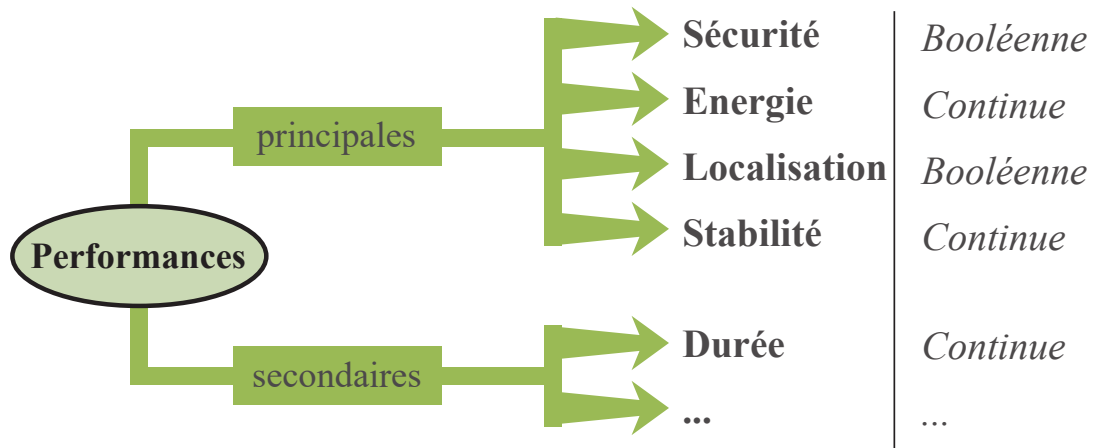 Sécurité Booléenne
Energie Continue
principales
Localisation Booléenne
Stabilité Continue
Performances
Durée Continue
secondaires
... ...